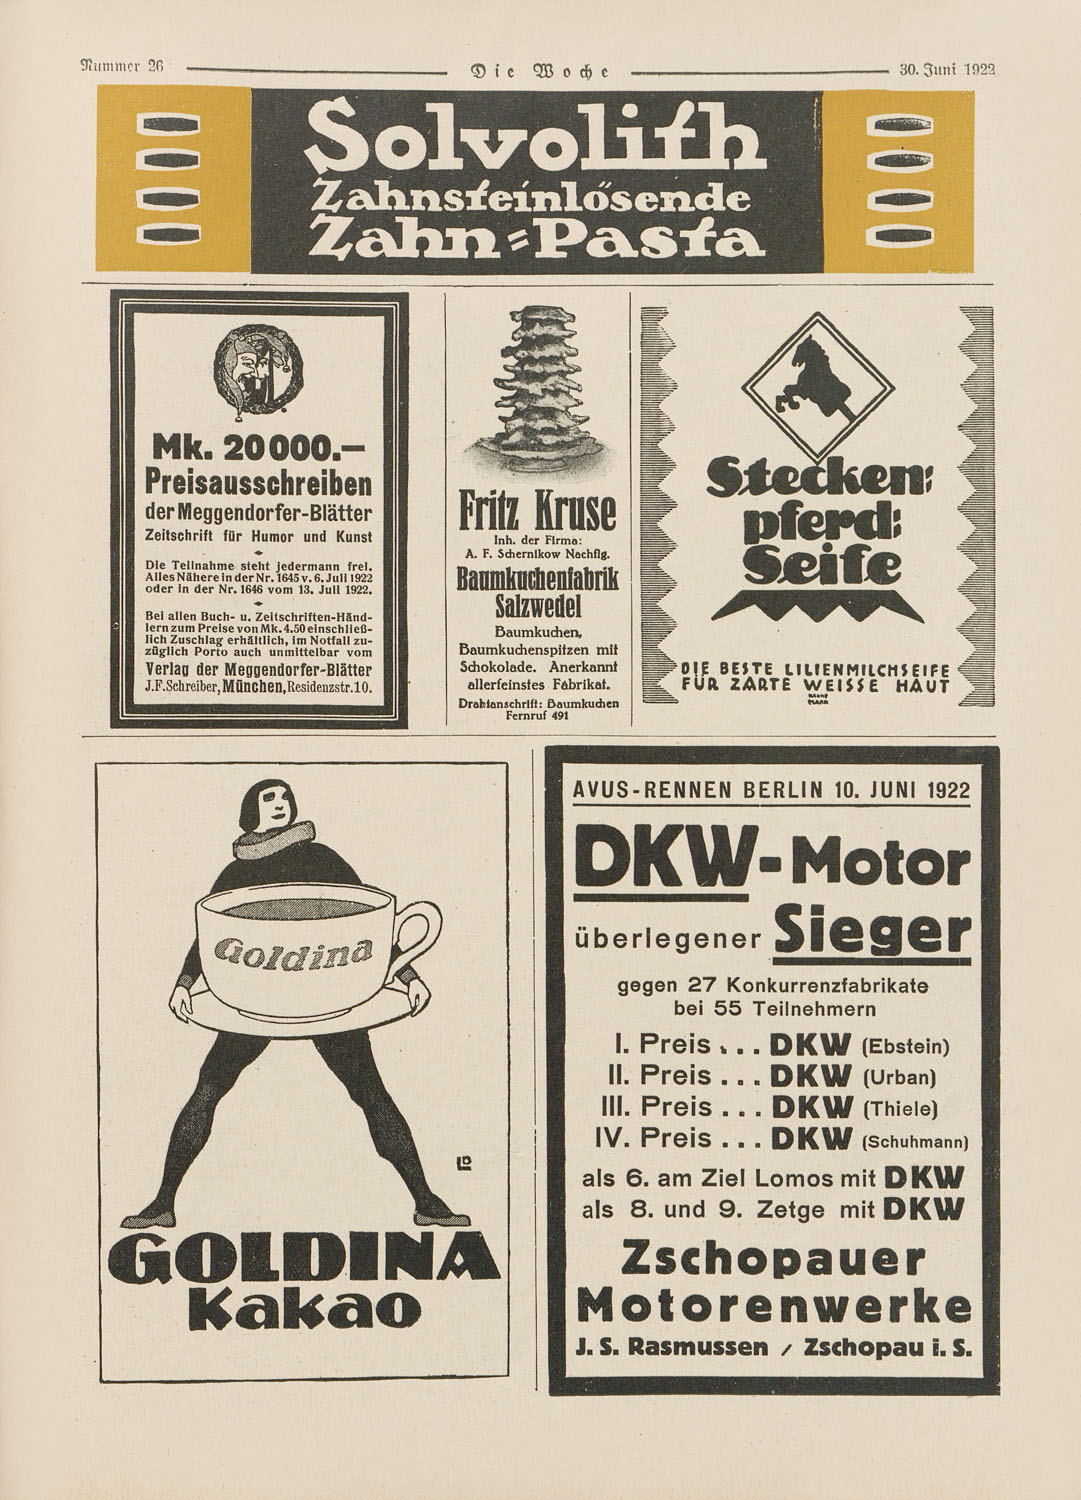 Nummer 26
Die Woche
30. Juni 1922
Solvolith
Zahnsteinlösende
Zahn-Pasta
Mk. 20000.–
Preisausschreiben
der Meggendorfer-Blätter
Zeitschrift für Humor und Kunst
Die Teilnahme steht jedermann frei.
Alles Nähere in der Nr. 1645 v. 6. Juli 1922
oder in der Nr. 1646 vom 13. Juli 1922.
Bei allen Buch- u. Zeitschriften-Händ-
lern zum Preise von Mk. 4.50 einschließ-
lich Zuschlag erhältlich, im Notfall zu-
züglich Porto auch unmittelbar vom
Verlag der Meggendorfer-Blätter
J.F. Schreiber, München, Residenzstr. 10.
Fritz Kruse
Inh. der Firma:
A. F. Schernikow Nachflg.
Baumkuchenfabrik
Salzwedel
Baumkuchen,
Baumkuchenspitzen mit
Schokolade. Anerkannt
allerfeinstes Fabrikat.
Drahtanschrift: Baumkuchen
Fernruf 491
Stecken-
pferd-
Seife
DIE BESTE LILIENMILCHSEIFE
FÜR ZARTE WEISSE HAUT
Goldina
GOLDINA
Kakao
AVUS-RENNEN BERLIN 10. JUNI 1922
DKW-Motor
überlegener Sieger
gegen 27 Konkurrenzfabrikate
bei 55 Teilnehmern
I. Preis . . . DKW (Ebstein)
II. Preis . . . DKW (Urban)
III. Preis . . . DKW (Thiele)
IV. Preis . . . DKW (Schuhmann)
als 6. am Ziel Lomos mit DKW
als 8. und 9. Zetge mit DKW
Zschopauer
Motorenwerke
J. S. Rasmussen / Zschopau i. S.